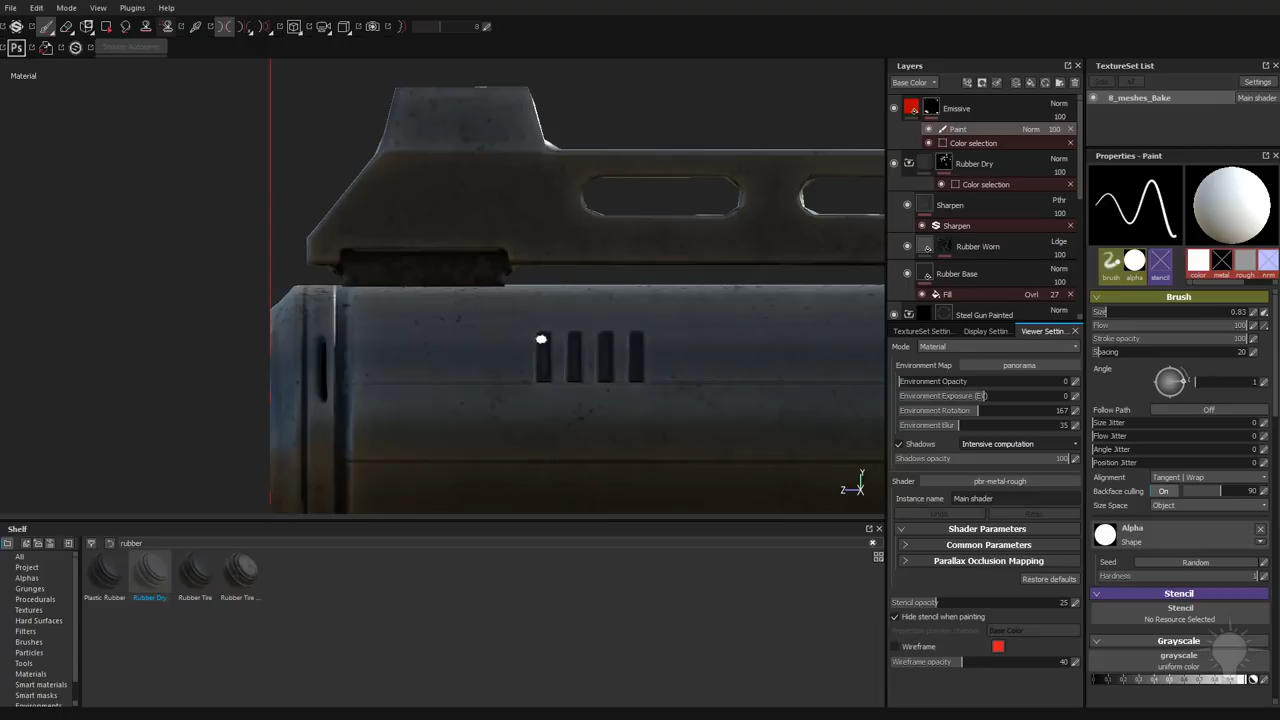 File Edit Mode View Plugins Help
8
Ps
Material
Layers
Base Color
Emissive Norm
100
Paint Norm 100
Color selection
Rubber Dry Norm
100
Color selection
Sharpen Pthr
100
Sharpen
Rubber Worn Ldge
100
Rubber Base Norm
100
Fill Ovrl 27
Steel Gun Painted Norm
TextureSet Settin... Display Settin... Viewer Settin...
Mode Material
Environment Map panorama
Environment Opacity 0
Environment Exposure (EV) 0
Environment Rotation 167
Environment Blur 35
Shadows Intensive computation
Shadows opacity 100
Shader pbr-metal-rough
Instance name Main shader
Undo
Shader Parameters
Common Parameters
Parallax Occlusion Mapping
Restore defaults
Stencil opacity 25
Hide stencil when painting
Base Color
Wireframe
Wireframe opacity 40
TextureSet List
Settings
8_meshes_Bake Main shader
Properties - Paint
brush alpha stencil color metal rough nrm
Brush
Size 0.83
Flow 100
Stroke opacity 100
Spacing 20
Angle
1
Follow Path Off
Size Jitter 0
Flow Jitter 0
Angle Jitter 0
Position Jitter 0
Alignment Tangent | Wrap
Backface culling On 90
Size Space Object
Alpha
Shape
Seed Random
Hardness 1
Stencil
Stencil
No Resource Selected
Grayscale
grayscale
uniform color
Y
Z X
Shelf
rubber
All
Project
Alphas
Grunges
Procedurals
Textures
Hard Surfaces
Filters
Brushes
Particles
Tools
Materials
Smart materials
Smart masks
Environments
Plastic Rubber Rubber Dry Rubber Tire Rubber Tire ...